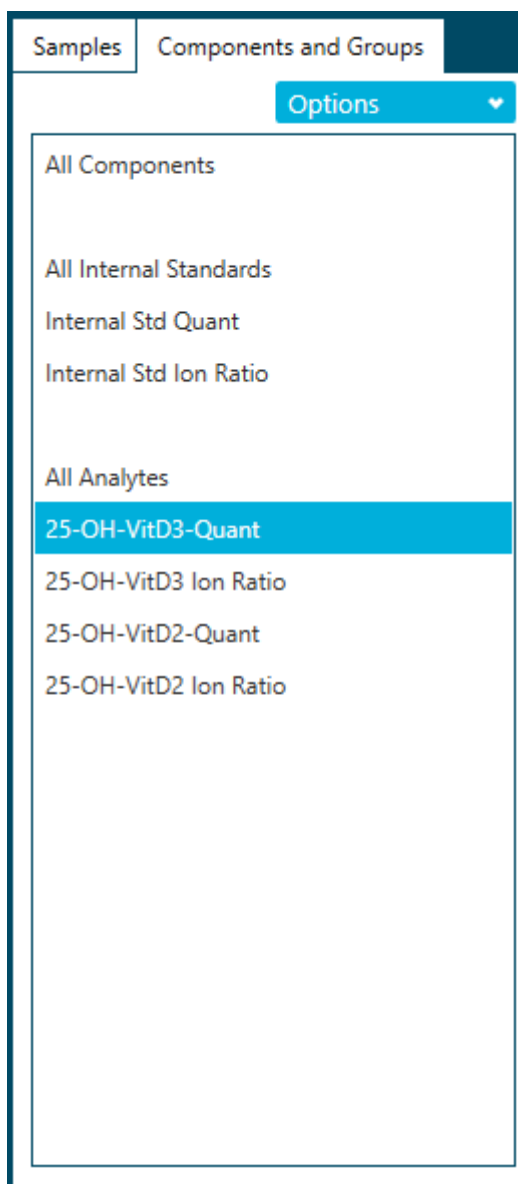 Samples
Components and Groups
Options
All Components
All Internal Standards
Internal Std Quant
Internal Std Ion Ratio
All Analytes
25-OH-VitD3-Quant
25-OH-VitD3 Ion Ratio
25-OH-VitD2-Quant
25-OH-VitD2 Ion Ratio